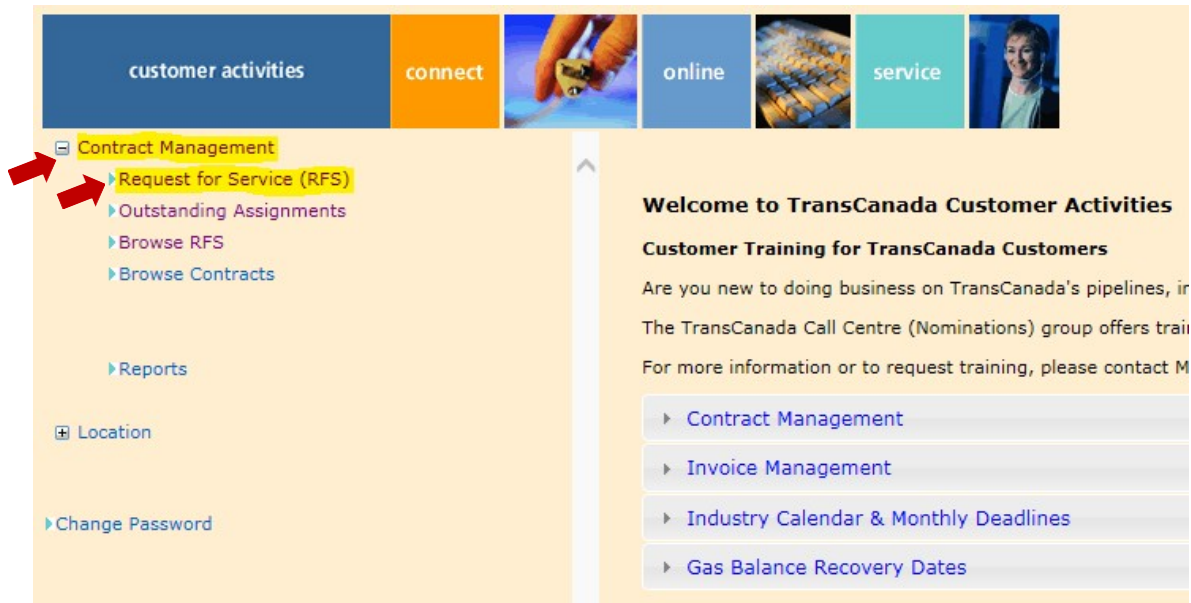 customer activities connect online service
Contract Management
Request for Service (RFS)
Outstanding Assignments
Browse RFS
Browse Contracts
Reports
Location
Change Password
Welcome to TransCanada Customer Activities
Customer Training for TransCanada Customers
Are you new to doing business on TransCanada's pipelines,
The TransCanada Call Centre (Nominations) group offers
For more information or to request training, please contact
Contract Management
Invoice Management
Industry Calendar & Monthly Deadlines
Gas Balance Recovery Dates